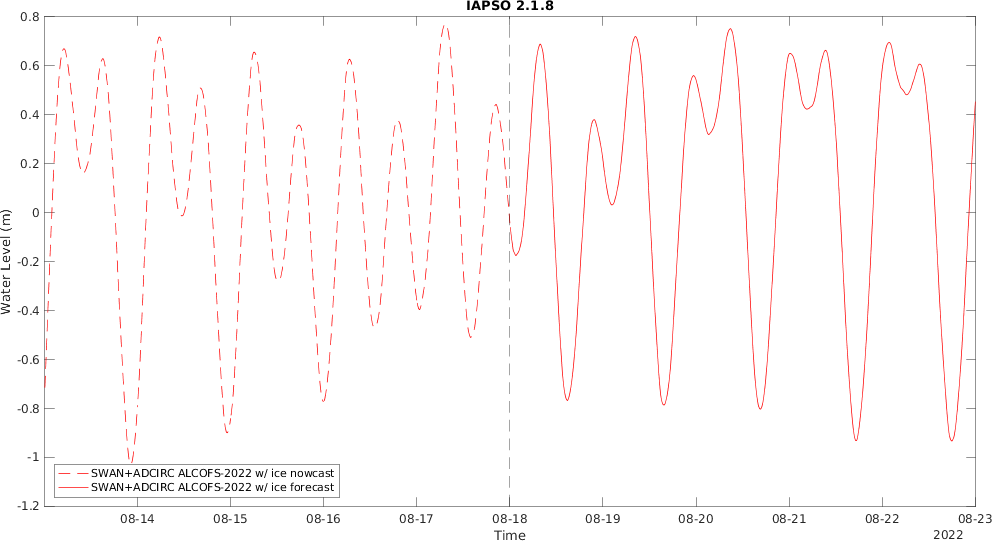 IAPSO 2.1.8
0.8
0.6
0.4
0.2
0
-0.2
-0.4
-0.6
-0.8
-1
-1.2
Water Level (m)
SWAN+ADCIRC ALCOFS-2022 w/ ice nowcast
SWAN+ADCIRC ALCOFS-2022 w/ ice forecast
08-14 08-15 08-16 08-17 08-18 08-19 08-20 08-21 08-22 08-23
Time
2022